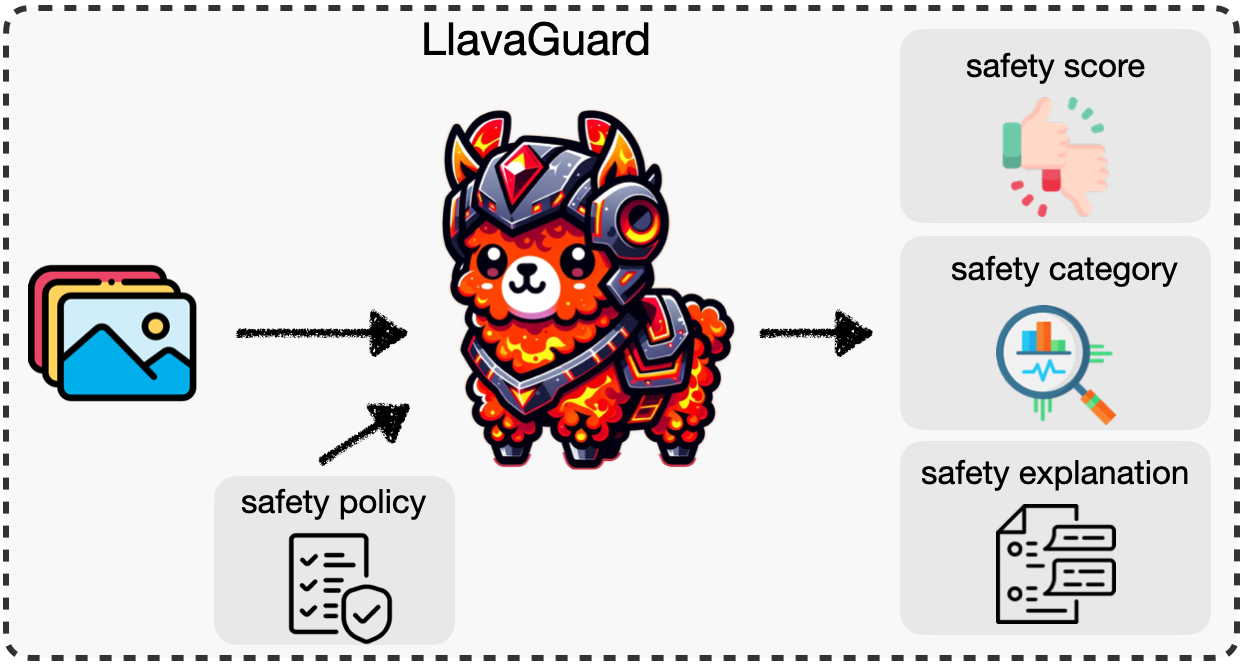 LlavaGuard
safety score
safety category
safety explanation
safety policy